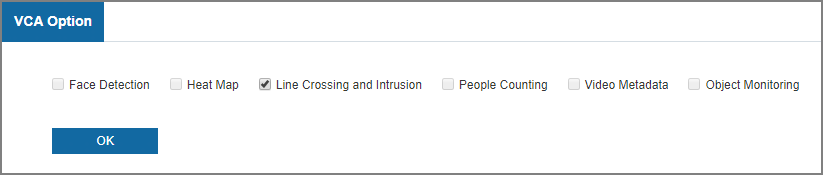 VCA Option
Face Detection Heat Map Line Crossing and Intrusion People Counting Video Metadata Object Monitoring
OK